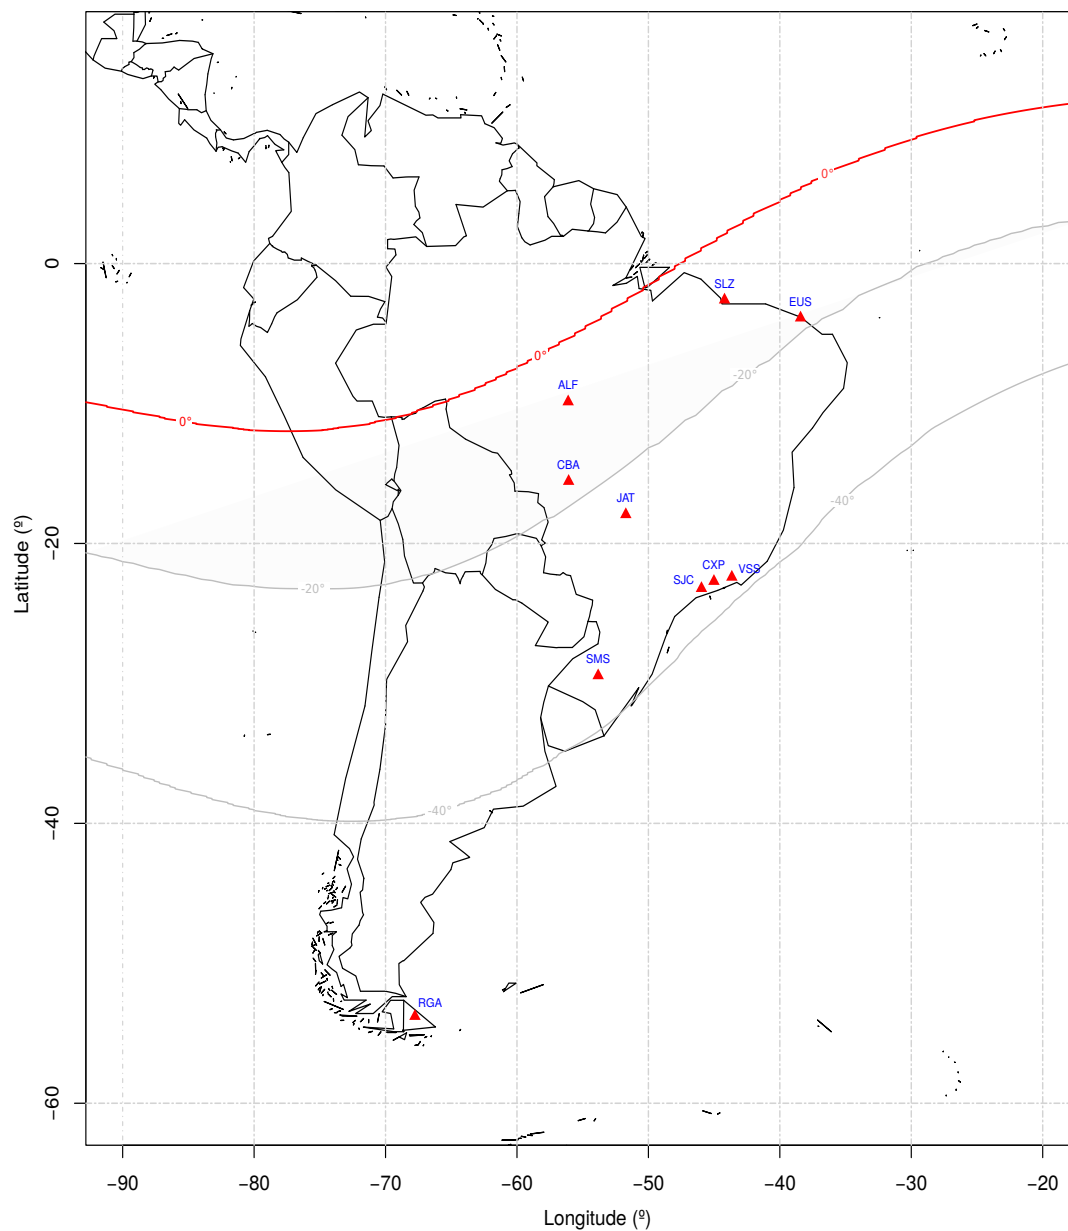 0°
0
SLZ
EUS
0°
-20°
ALF
0°
CBA
-40°
JAT
−20
CXP
VSS
SJC
-20°
SMS
-40°
−40
RGA
−60
−90
−80
−70
−60
−50
−40
−30
−20
Latitude (º)
Longitude (º)